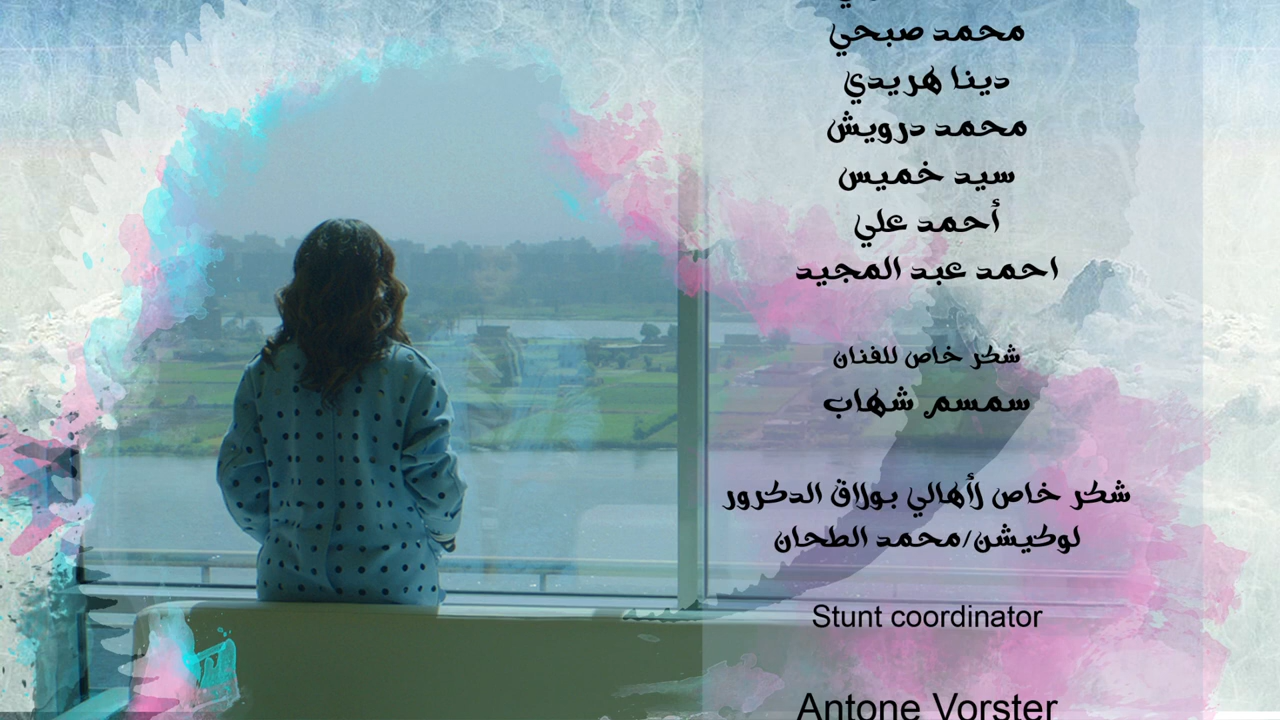 محمد صبحي
دينا هريدي
محمد درويش
سيد خميس
أحمد علي
احمد عبد المجيد
شكر خاص للفنان
سمسم شهاب
شكر خاص لأهالي بولاق الدكرور
لوكيشن/محمد الطحان
Stunt coordinator
Antone Vorster